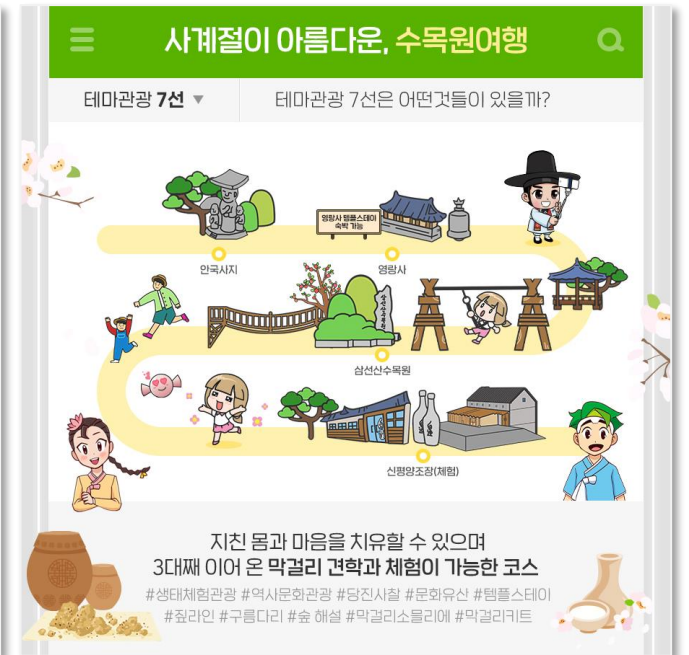 사계절이 아름다운, 수목원여행
테마관광 7선 ▼
테마관광 7선은 어떤것들이 있을까?
영랑사 템플스테이
숙박 가능
안국사지
영랑사
삼선산수목원
삼선산수목원
신평양조장(체험)
지친 몸과 마음을 치유할 수 있으며
3대째 이어 온 막걸리 견학과 체험이 가능한 코스
#생태체험관광 #역사문화관광 #당진사찰 #문화유산 #템플스테이
#짚라인 #구름다리 #숲 해설 #막걸리소믈리에 #막걸리키트